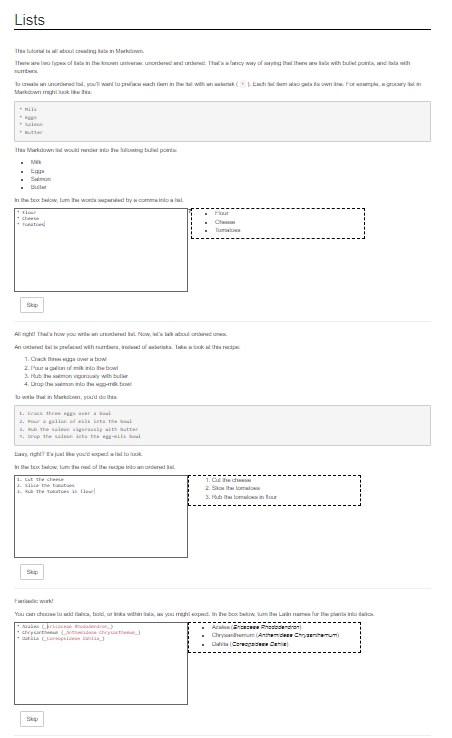 Lists
This tutorial is all about creating lists in Markdown.
There are two types of lists in the known universe: unordered and ordered. That's a fancy way of saying that there are lists with bullet points, and lists with
numbers.
To create an unordered list, you'll want to preface each item in the list with an asterisk ( * ). Each list item also gets its own line. For example, a grocery list in
Markdown might look like this:
* Milk
* Eggs
* Salmon
* Butter
This Markdown list would render into the following bullet points:
• Milk
• Eggs
• Salmon
• Butter
In the box below, turn the words separated by a comma into a list.
* Flour
* Cheese
* Tomatoes
• Flour
• Cheese
• Tomatoes
Skip
All right! That's how you write an unordered list. Now, let's talk about ordered ones.
An ordered list is prefaced with numbers, instead of asterisks. Take a look at this recipe:
1. Crack three eggs over a bowl
2. Pour a gallon of milk into the bowl
3. Rub the salmon vigorously with butter
4. Drop the salmon into the egg-milk bowl
To write that in Markdown, you'd do this:
1. Crack three eggs over a bowl
2. Pour a gallon of milk into the bowl
3. Rub the salmon vigorously with butter
4. Drop the salmon into the egg-milk bowl
Easy, right? It's just like you'd expect a list to look.
In the box below, turn the rest of the recipe into an ordered list.
1. Cut the cheese
2. Slice the tomatoes
3. Rub the tomatoes in flour
1. Cut the cheese
2. Slice the tomatoes
3. Rub the tomatoes in flour
Skip
Fantastic work!
You can choose to add italics, bold, or links within lists, as you might expect. In the box below, turn the Latin names for the plants into italics.
* Azalea (_Ericaceae Rhododendron_)
* Chrysanthemum (_Anthemideae Chrysanthemum_)
* Dahlia (_Coreopsideae Dahlia_)
• Azalea (Ericaceae Rhododendron)
• Chrysanthemum (Anthemideae Chrysanthemum)
• Dahlia (Coreopsideae Dahlia)
Skip